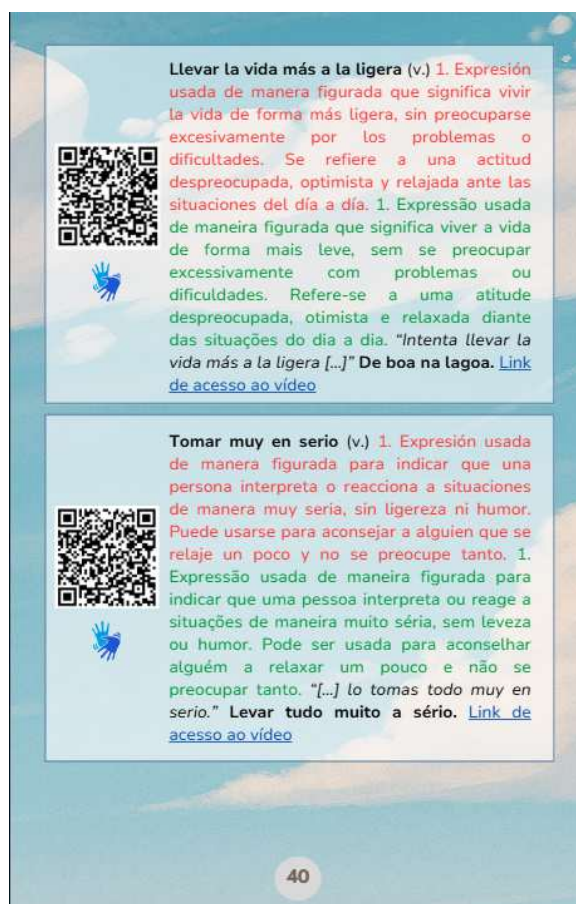 Llevar la vida más a la ligera (v.) 1. Expresión
usada de manera figurada que significa vivir
la vida de forma más ligera, sin preocuparse
excesivamente por los problemas o
dificultades. Se refiere a una actitud
despreocupada, optimista y relajada ante las
situaciones del día a día. 1. Expressão usada
de maneira figurada que significa viver a vida
de forma mais leve, sem se preocupar
excessivamente com problemas ou
dificuldades. Refere-se a uma atitude
despreocupada, otimista e relaxada diante
das situações do dia a dia. “Intenta llevar la
vida más a la ligera [...]” De boa na lagoa. Link
de acesso ao vídeo
Tomar muy en serio (v.) 1. Expresión usada
de manera figurada para indicar que una
persona interpreta o reacciona a situaciones
de manera muy seria, sin ligereza ni humor.
Puede usarse para aconsejar a alguien que se
relaje un poco y no se preocupe tanto. 1.
Expressão usada de maneira figurada para
indicar que uma pessoa interpreta ou reage a
situações de maneira muito séria, sem leveza
ou humor. Pode ser usada para aconselhar
alguém a relaxar um pouco e não se
preocupar tanto. “[...] lo tomas todo muy en
serio.” Levar tudo muito a sério. Link de
acesso ao vídeo
40